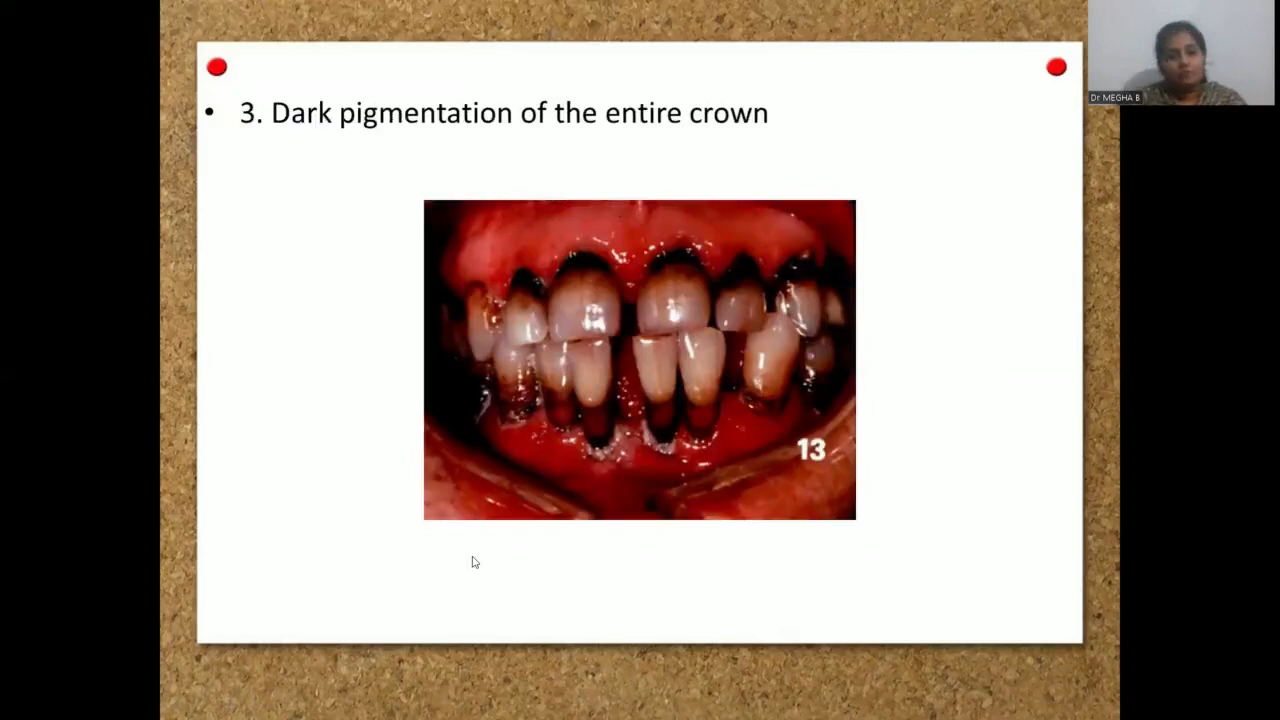 • 3. Dark pigmentation of the entire crown
13
Dr MEGHA B